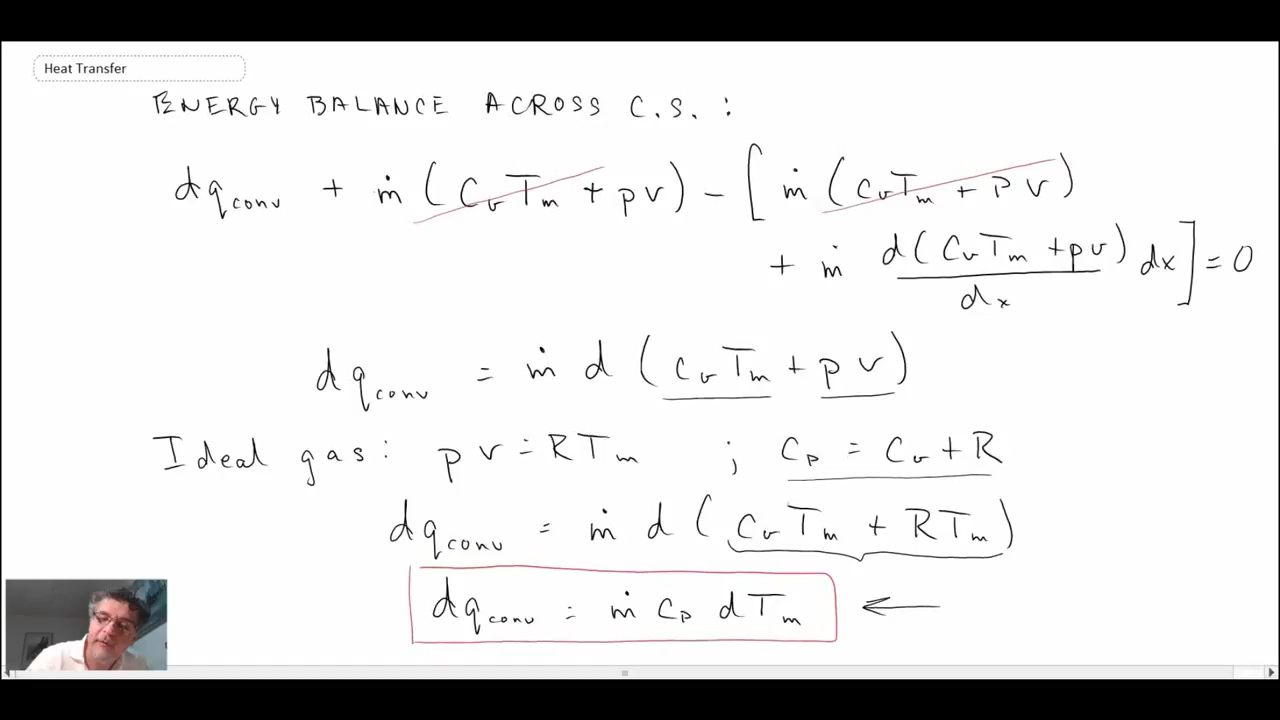 Heat Transfer
ENERGY BALANCE ACROSS C.S. :
dq_conv + ṁ (C_v T_m + pv) - [ṁ (C_v T_m + Pv)
+ ṁ d(C_v T_m + pv)/dx dx] = 0
dq_conv = ṁ d (C_v T_m + pv)
Ideal gas: pv = RT_m ; C_p = C_v + R
dq_conv = ṁ d (C_v T_m + RT_m)
dq_conv = ṁ C_p dT_m ←